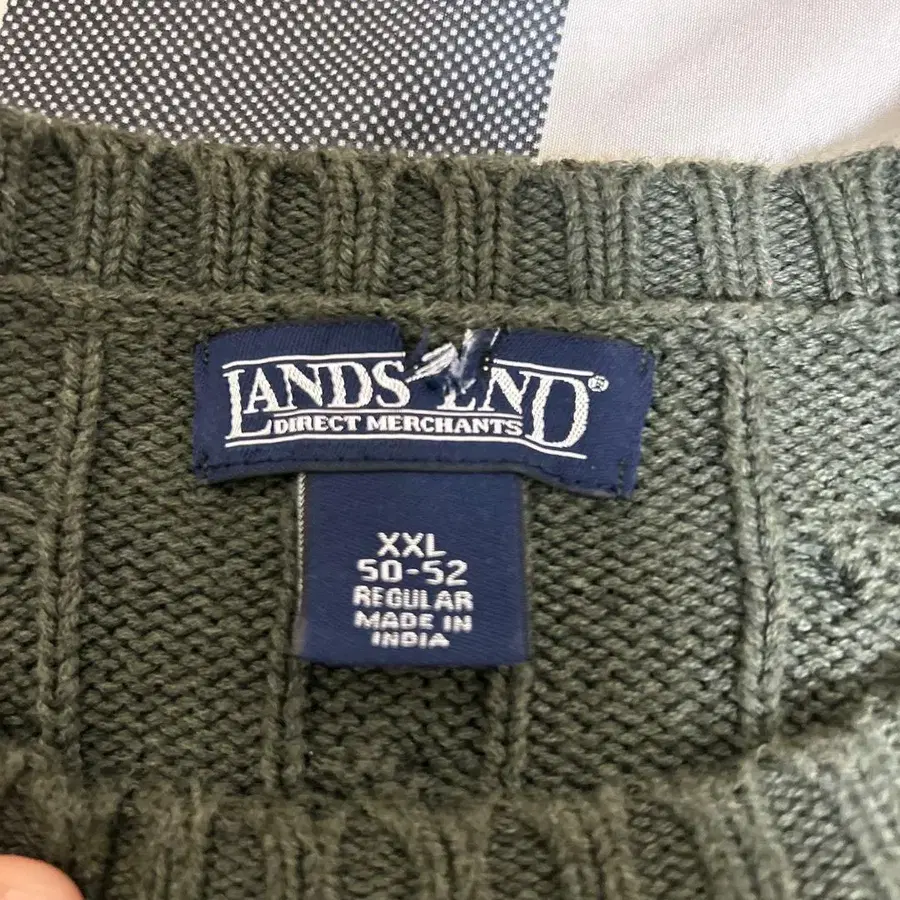 LANDS' END®
DIRECT MERCHANTS
XXL
50-52
REGULAR
MADE IN
INDIA